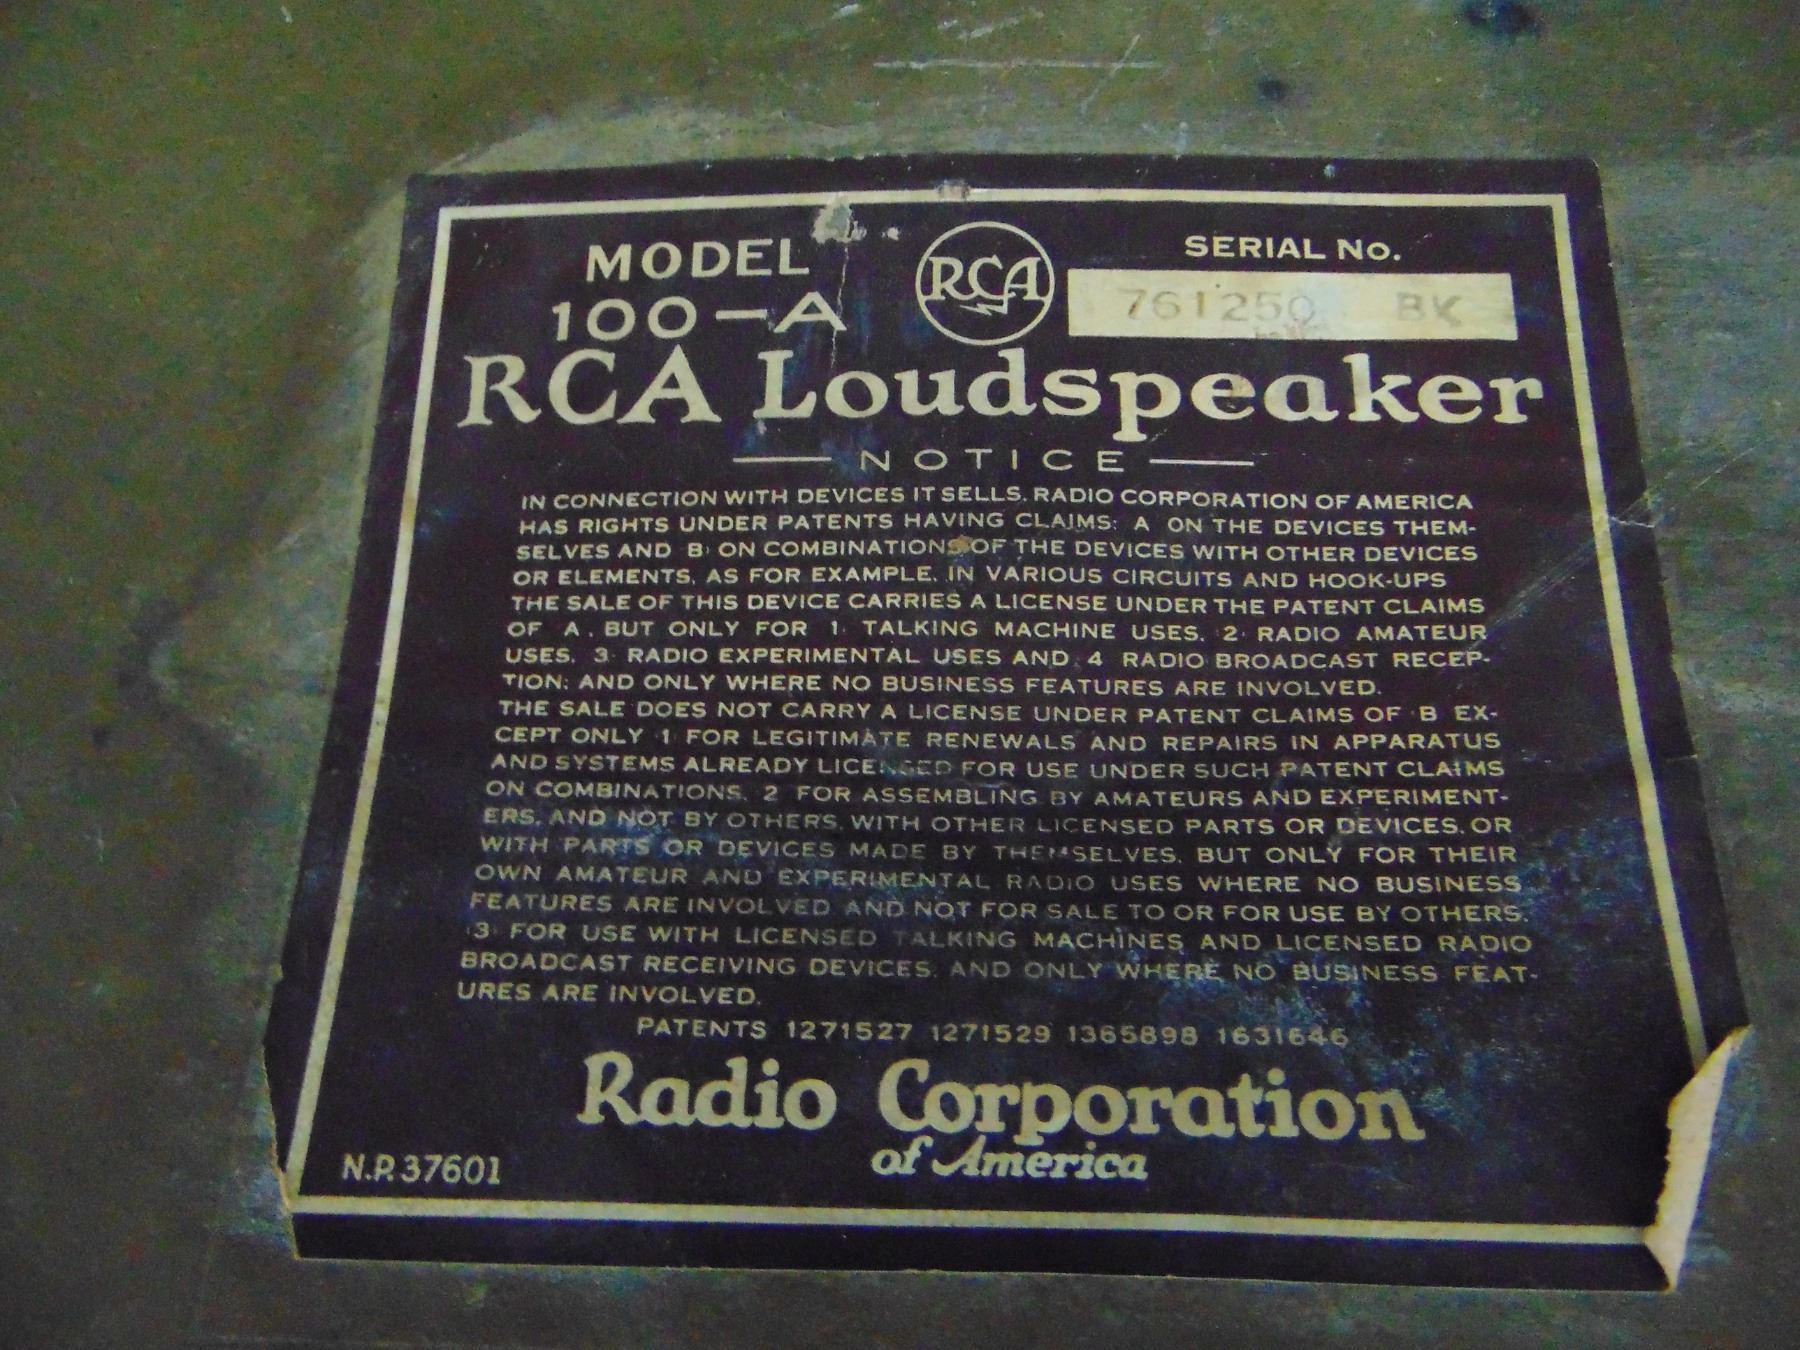 MODEL
100-A
RCA
SERIAL No.
761250 BK
RCA Loudspeaker
NOTICE
IN CONNECTION WITH DEVICES IT SELLS, RADIO CORPORATION OF AMERICA
HAS RIGHTS UNDER PATENTS HAVING CLAIMS: A ON THE DEVICES THEM-
SELVES AND B ON COMBINATIONS OF THE DEVICES WITH OTHER DEVICES
OR ELEMENTS, AS FOR EXAMPLE, IN VARIOUS CIRCUITS AND HOOK-UPS
THE SALE OF THIS DEVICE CARRIES A LICENSE UNDER THE PATENT CLAIMS
OF A, BUT ONLY FOR 1 TALKING MACHINE USES, 2 RADIO AMATEUR
USES, 3 RADIO EXPERIMENTAL USES AND 4 RADIO BROADCAST RECEP-
TION: AND ONLY WHERE NO BUSINESS FEATURES ARE INVOLVED.
THE SALE DOES NOT CARRY A LICENSE UNDER PATENT CLAIMS OF B EX-
CEPT ONLY 1 FOR LEGITIMATE RENEWALS AND REPAIRS IN APPARATUS
AND SYSTEMS ALREADY LICENSED FOR USE UNDER SUCH PATENT CLAIMS
ON COMBINATIONS, 2 FOR ASSEMBLING BY AMATEURS AND EXPERIMENT-
ERS, AND NOT BY OTHERS, WITH OTHER LICENSED PARTS OR DEVICES, OR
WITH PARTS OR DEVICES MADE BY THEMSELVES, BUT ONLY FOR THEIR
OWN AMATEUR AND EXPERIMENTAL RADIO USES WHERE NO BUSINESS
FEATURES ARE INVOLVED AND NOT FOR SALE TO OR FOR USE BY OTHERS.
3 FOR USE WITH LICENSED TALKING MACHINES AND LICENSED RADIO
BROADCAST RECEIVING DEVICES, AND ONLY WHERE NO BUSINESS FEAT-
URES ARE INVOLVED.
PATENTS 1271527 1271529 1365898 1631646
Radio Corporation
of America
N.P. 37601